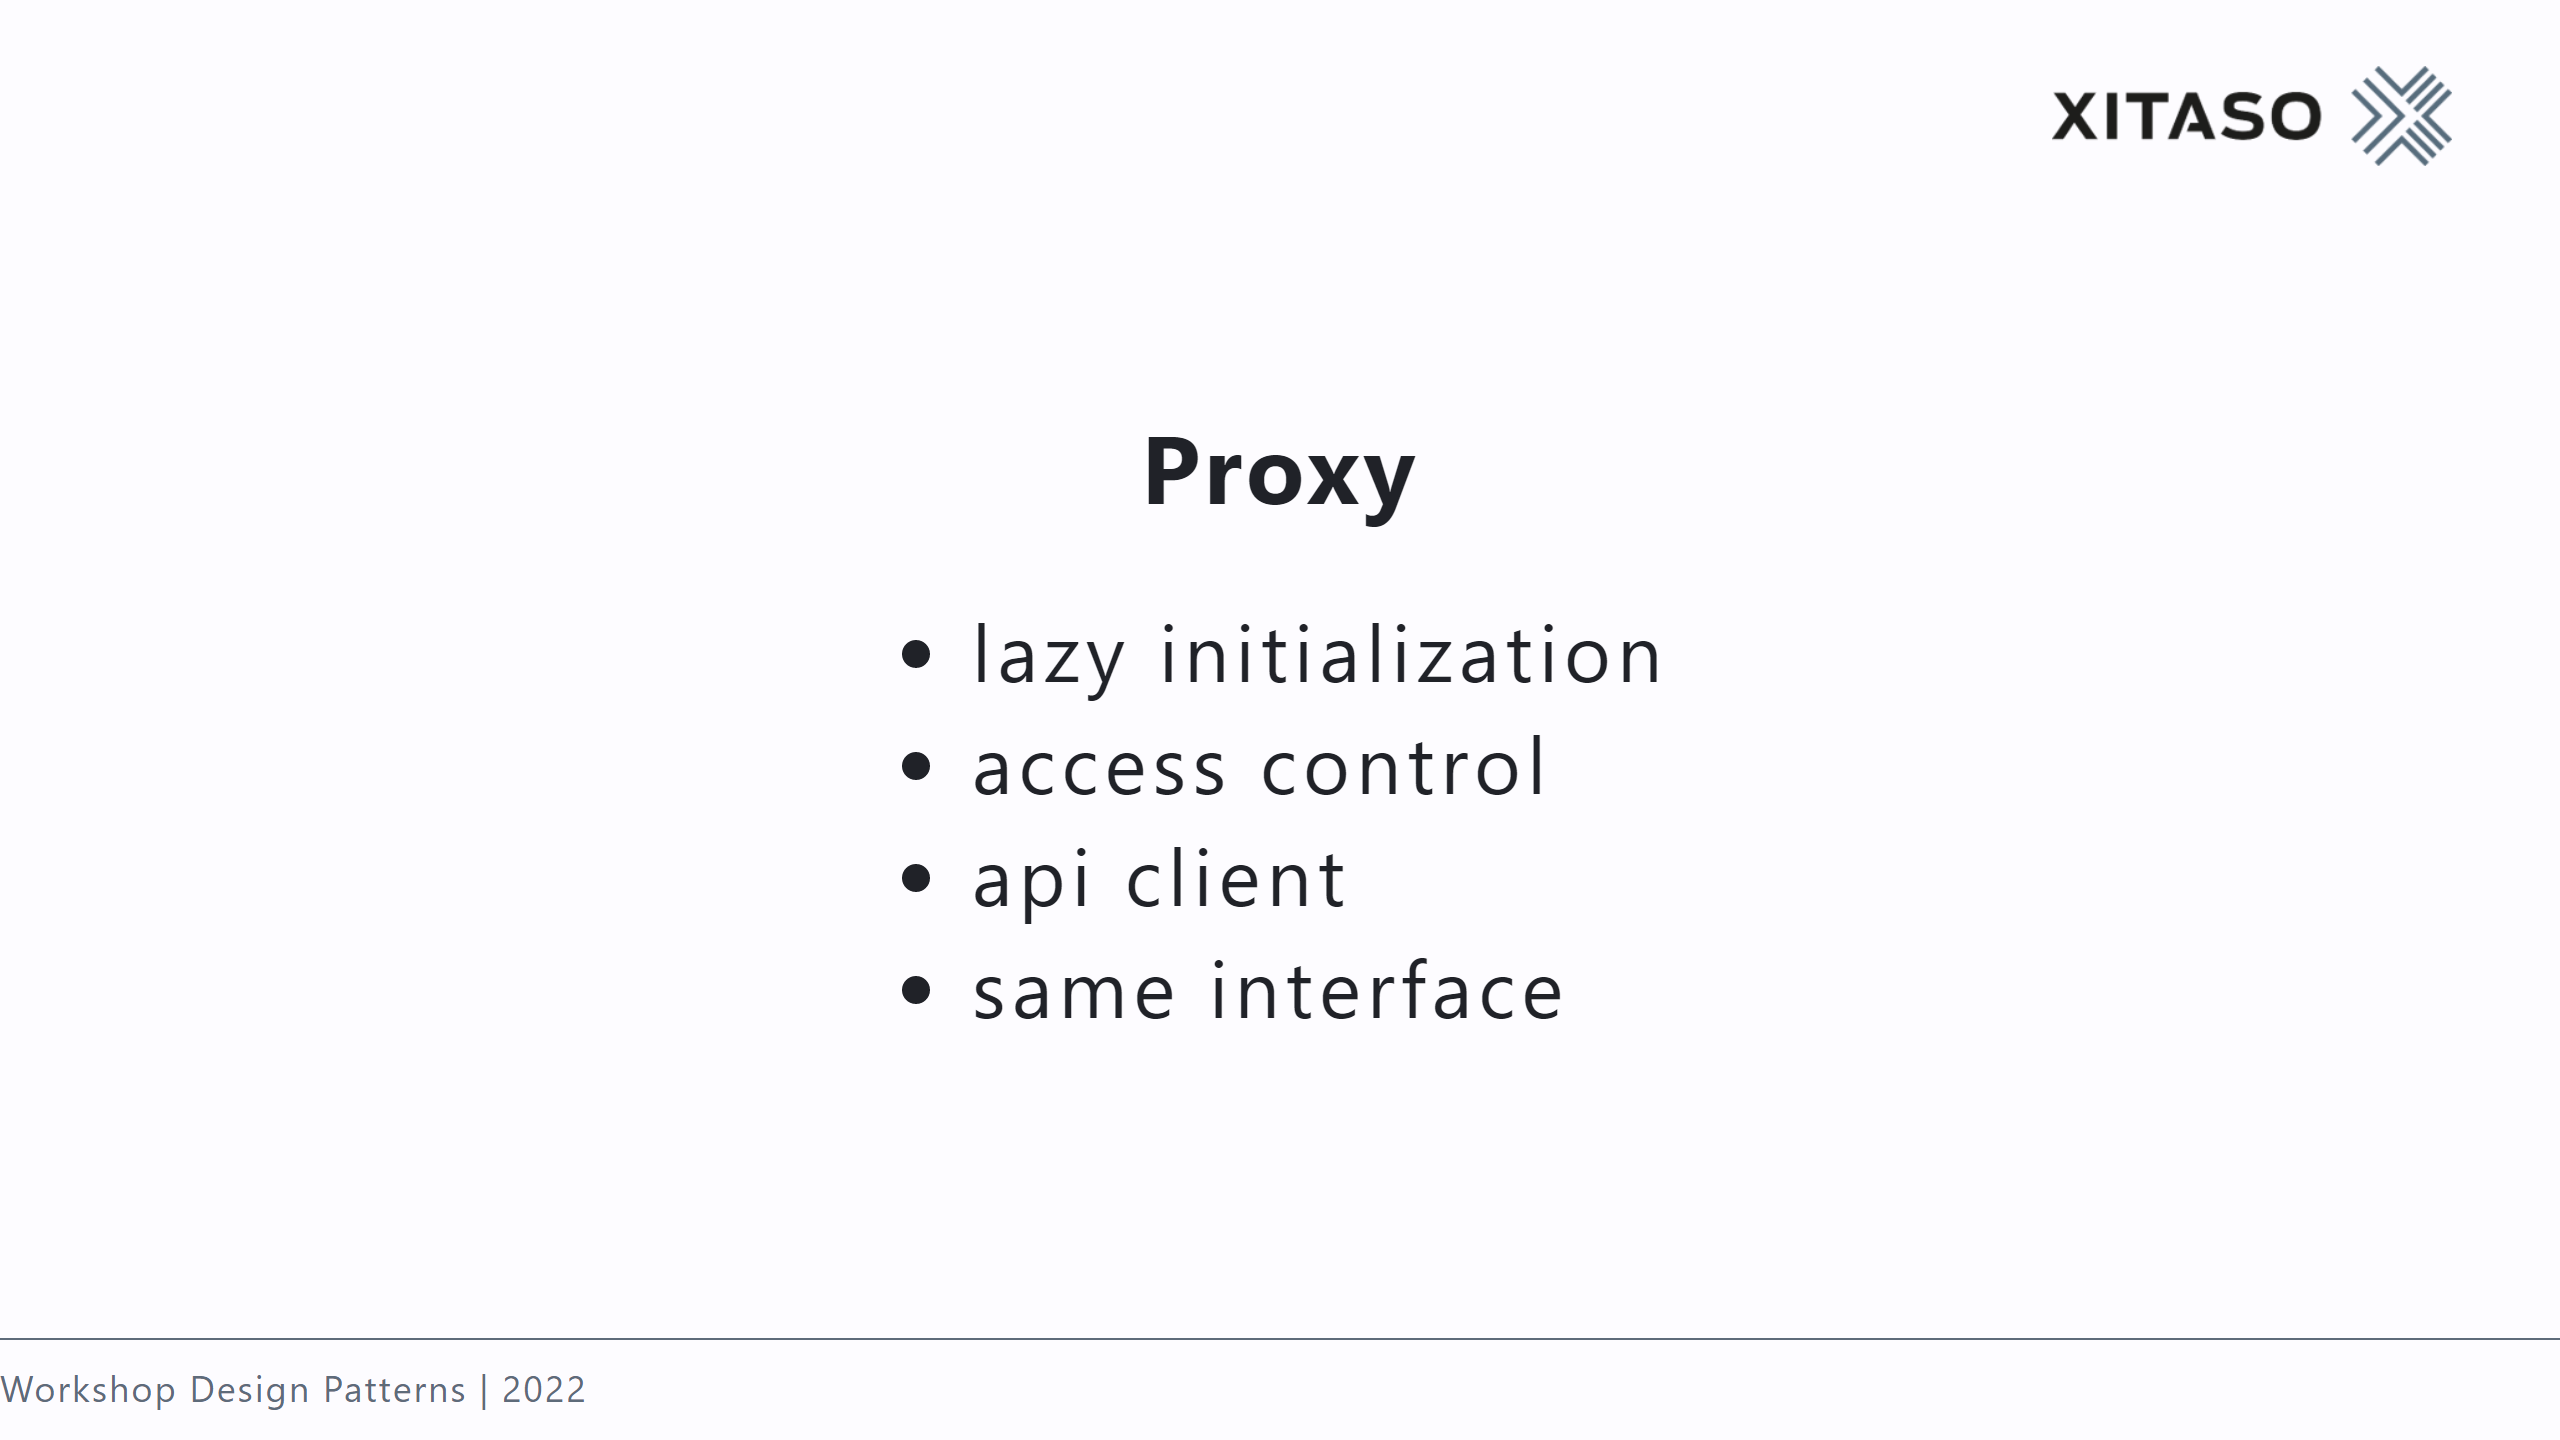 XITASO
Proxy
• lazy initialization
• access control
• api client
• same interface
Workshop Design Patterns | 2022